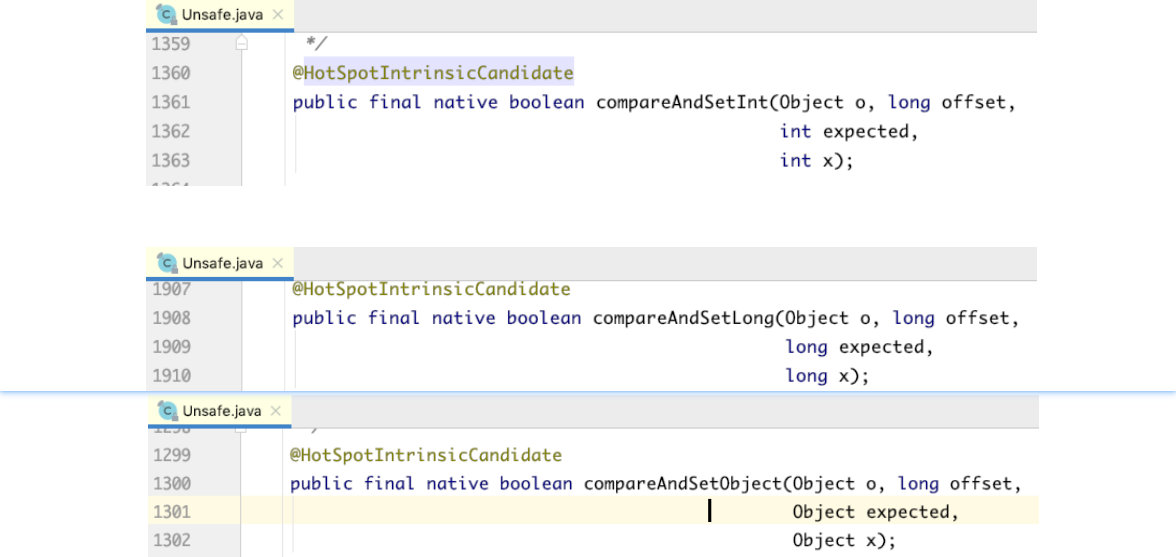 Unsafe.java
1359 */
1360 @HotSpotIntrinsicCandidate
1361 public final native boolean compareAndSetInt(Object o, long offset,
1362 int expected,
1363 int x);
Unsafe.java
1907 @HotSpotIntrinsicCandidate
1908 public final native boolean compareAndSetLong(Object o, long offset,
1909 long expected,
1910 long x);
Unsafe.java
1299 @HotSpotIntrinsicCandidate
1300 public final native boolean compareAndSetObject(Object o, long offset,
1301 Object expected,
1302 Object x);